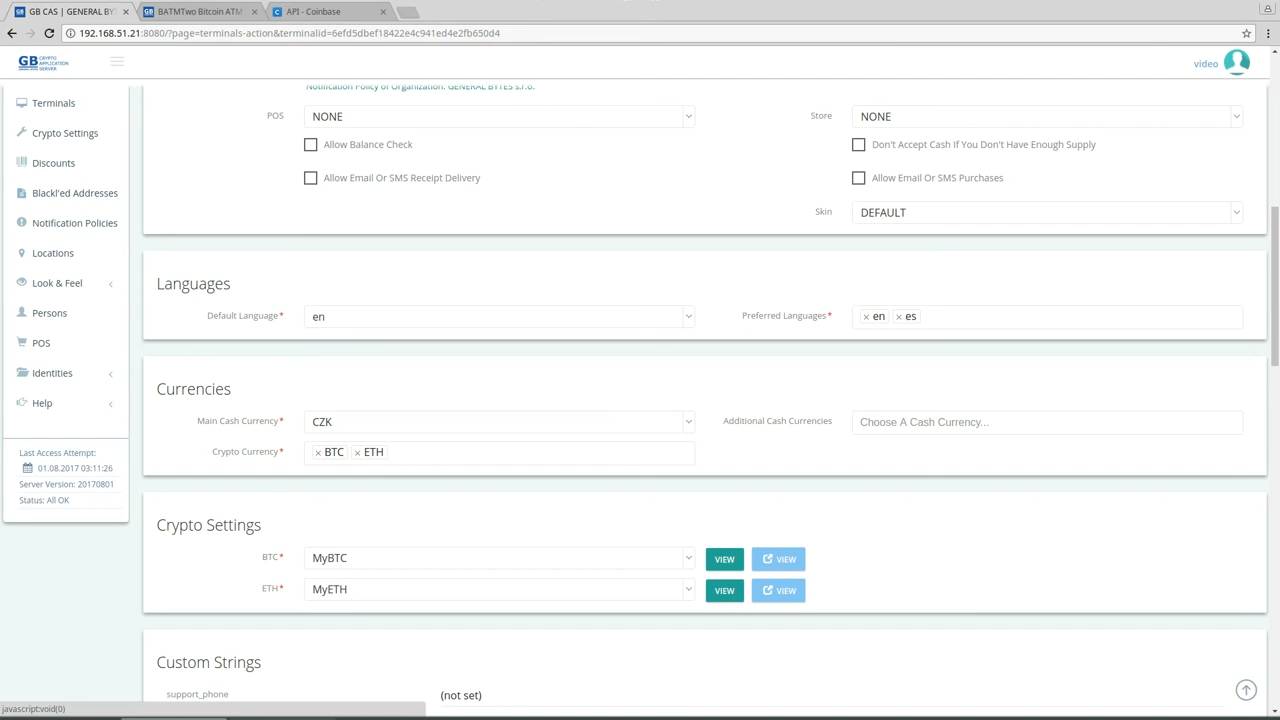 GB CAS | GENERAL BY
BATMTwo Bitcoin ATM
API - Coinbase
192.168.51.21:8080/?page=terminals-action&terminalid=6efd5dbef18422e4c941ed4e2fb650d4
GB CRYPTO APPLICATION SERVER
video
Terminals
Crypto Settings
Discounts
Blackl'ed Addresses
Notification Policies
Locations
Look & Feel
Persons
POS
Identities
Help
Last Access Attempt:
01.08.2017 03:11:26
Server Version: 20170801
Status: All OK
Notification Policy of Organization: GENERAL BYTES s.r.o.
POS NONE
Store NONE
Allow Balance Check
Don't Accept Cash If You Don't Have Enough Supply
Allow Email Or SMS Receipt Delivery
Allow Email Or SMS Purchases
Skin DEFAULT
Languages
Default Language* en
Preferred Languages* × en × es
Currencies
Main Cash Currency* CZK
Additional Cash Currencies Choose A Cash Currency...
Crypto Currency* × BTC × ETH
Crypto Settings
BTC* MyBTC VIEW VIEW
ETH* MyETH VIEW VIEW
Custom Strings
support_phone (not set)
javascript:void(0)